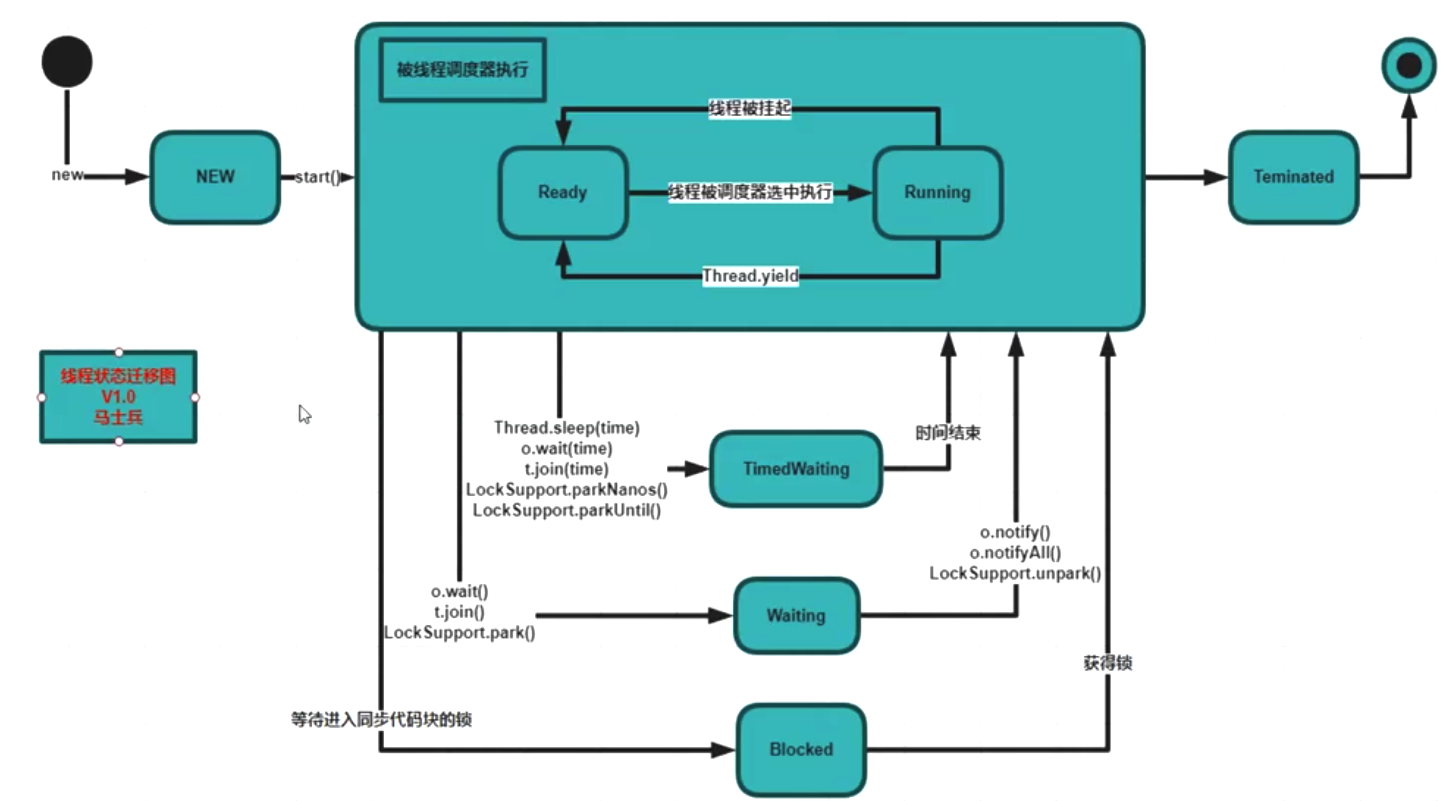 被线程调度器执行
线程被挂起
new
NEW
start()
Ready
线程被调度器选中执行
Running
Teminated
Thread.yield
线程状态迁移图
V1.0
马士兵
Thread.sleep(time)
o.wait(time)
t.join(time)
LockSupport.parkNanos()
LockSupport.parkUntil()
TimedWaiting
时间结束
o.wait()
t.join()
LockSupport.park()
Waiting
o.notify()
o.notifyAll()
LockSupport.unpark()
等待进入同步代码块的锁
Blocked
获得锁